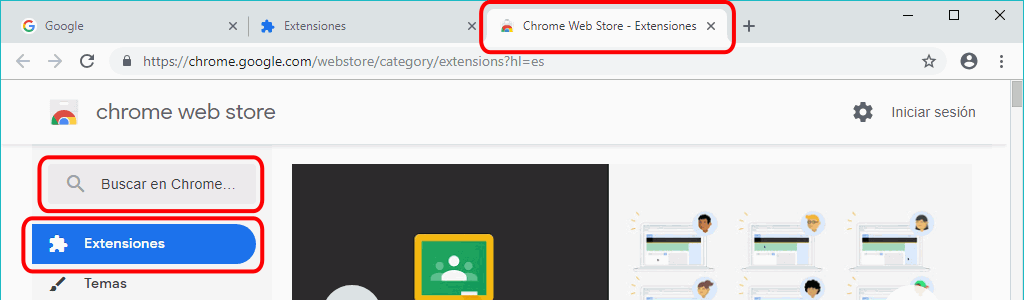 Google
Extensiones
Chrome Web Store - Extensiones
https://chrome.google.com/webstore/category/extensions?hl=es
chrome web store
Iniciar sesión
Buscar en Chrome...
Extensiones
Temas